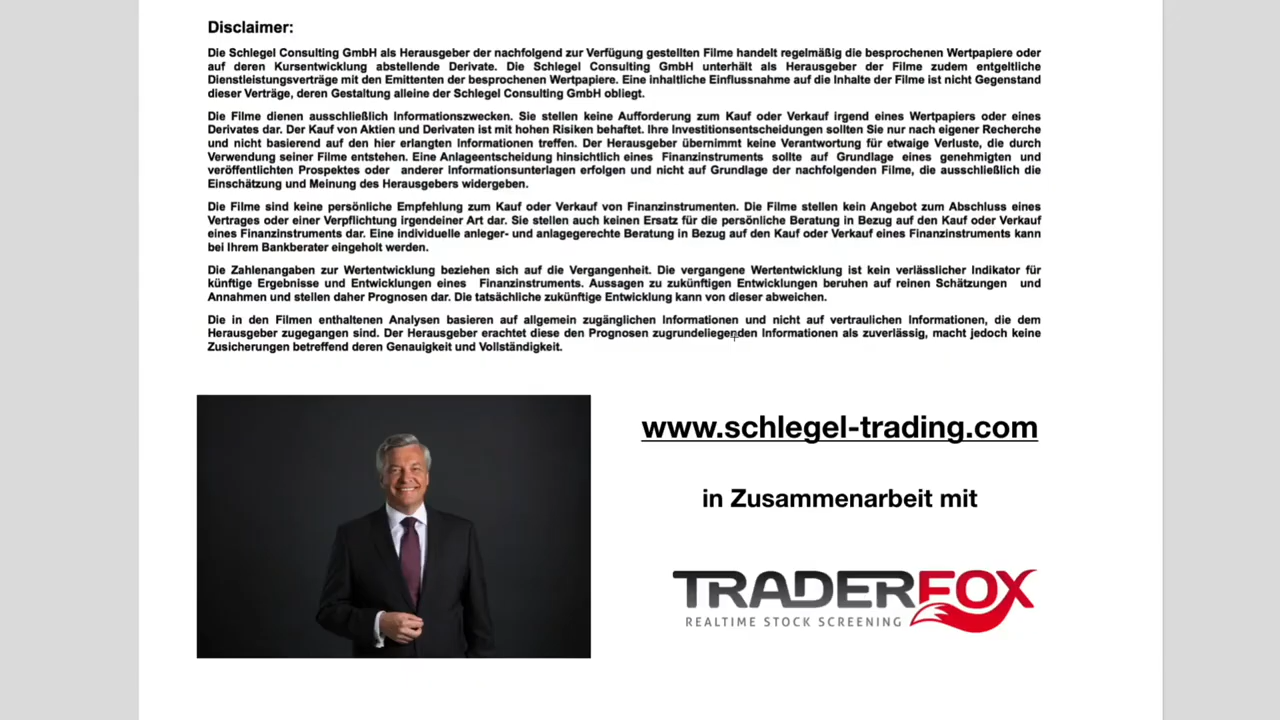 Disclaimer:
Die Schlegel Consulting GmbH als Herausgeber der nachfolgend zur Verfügung gestellten Filme handelt regelmäßig die besprochenen Wertpapiere oder
auf deren Kursentwicklung abstellende Derivate. Die Schlegel Consulting GmbH unterhält als Herausgeber der Filme zudem entgeltliche
Dienstleistungsverträge mit den Emittenten der besprochenen Wertpapiere. Eine inhaltliche Einflussnahme auf die Inhalte der Filme ist nicht Gegenstand
dieser Verträge, deren Gestaltung alleine der Schlegel Consulting GmbH obliegt.
Die Filme dienen ausschließlich Informationszwecken. Sie stellen keine Aufforderung zum Kauf oder Verkauf irgend eines Wertpapiers oder eines
Derivates dar. Der Kauf von Aktien und Derivaten ist mit hohen Risiken behaftet. Ihre Investitionsentscheidungen sollten Sie nur nach eigener Recherche
und nicht basierend auf den hier erlangten Informationen treffen. Der Herausgeber übernimmt keine Verantwortung für etwaige Verluste, die durch
Verwendung seiner Filme entstehen. Eine Anlageentscheidung hinsichtlich eines Finanzinstruments sollte auf Grundlage eines genehmigten und
veröffentlichten Prospektes oder anderer Informationsunterlagen erfolgen und nicht auf Grundlage der nachfolgenden Filme, die ausschließlich die
Einschätzung und Meinung des Herausgebers widergeben.
Die Filme sind keine persönliche Empfehlung zum Kauf oder Verkauf von Finanzinstrumenten. Die Filme stellen kein Angebot zum Abschluss eines
Vertrages oder einer Verpflichtung irgendeiner Art dar. Sie stellen auch keinen Ersatz für die persönliche Beratung in Bezug auf den Kauf oder Verkauf
eines Finanzinstruments dar. Eine individuelle anleger- und anlagegerechte Beratung in Bezug auf den Kauf oder Verkauf eines Finanzinstruments kann
bei Ihrem Bankberater eingeholt werden.
Die Zahlenangaben zur Wertentwicklung beziehen sich auf die Vergangenheit. Die vergangene Wertentwicklung ist kein verlässlicher Indikator für
künftige Ergebnisse und Entwicklungen eines Finanzinstruments. Aussagen zu zukünftigen Entwicklungen beruhen auf reinen Schätzungen und
Annahmen und stellen daher Prognosen dar. Die tatsächliche zukünftige Entwicklung kann von dieser abweichen.
Die in den Filmen enthaltenen Analysen basieren auf allgemein zugänglichen Informationen und nicht auf vertraulichen Informationen, die dem
Herausgeber zugegangen sind. Der Herausgeber erachtet diese den Prognosen zugrundeliegenden Informationen als zuverlässig, macht jedoch keine
Zusicherungen betreffend deren Genauigkeit und Vollständigkeit.
www.schlegel-trading.com
in Zusammenarbeit mit
TRADERFOX
REALTIME STOCK SCREENING